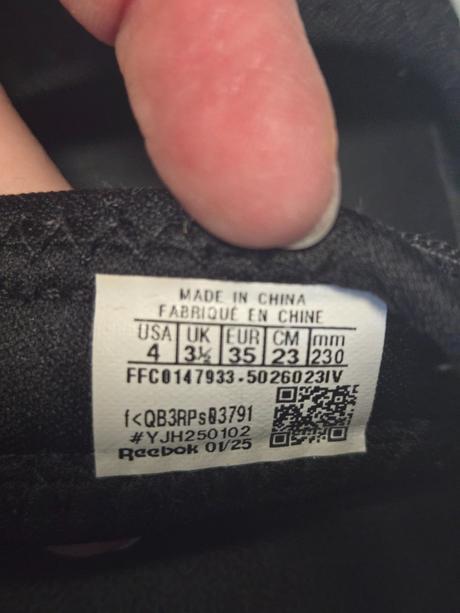 MADE IN CHINA
FABRIQUÉ EN CHINE
USA UK EUR CM mm
4 3½ 35 23 230
FFC0147933-5026023IV
f<QB3RPs03791
#YJH250102
Reebok 01/25